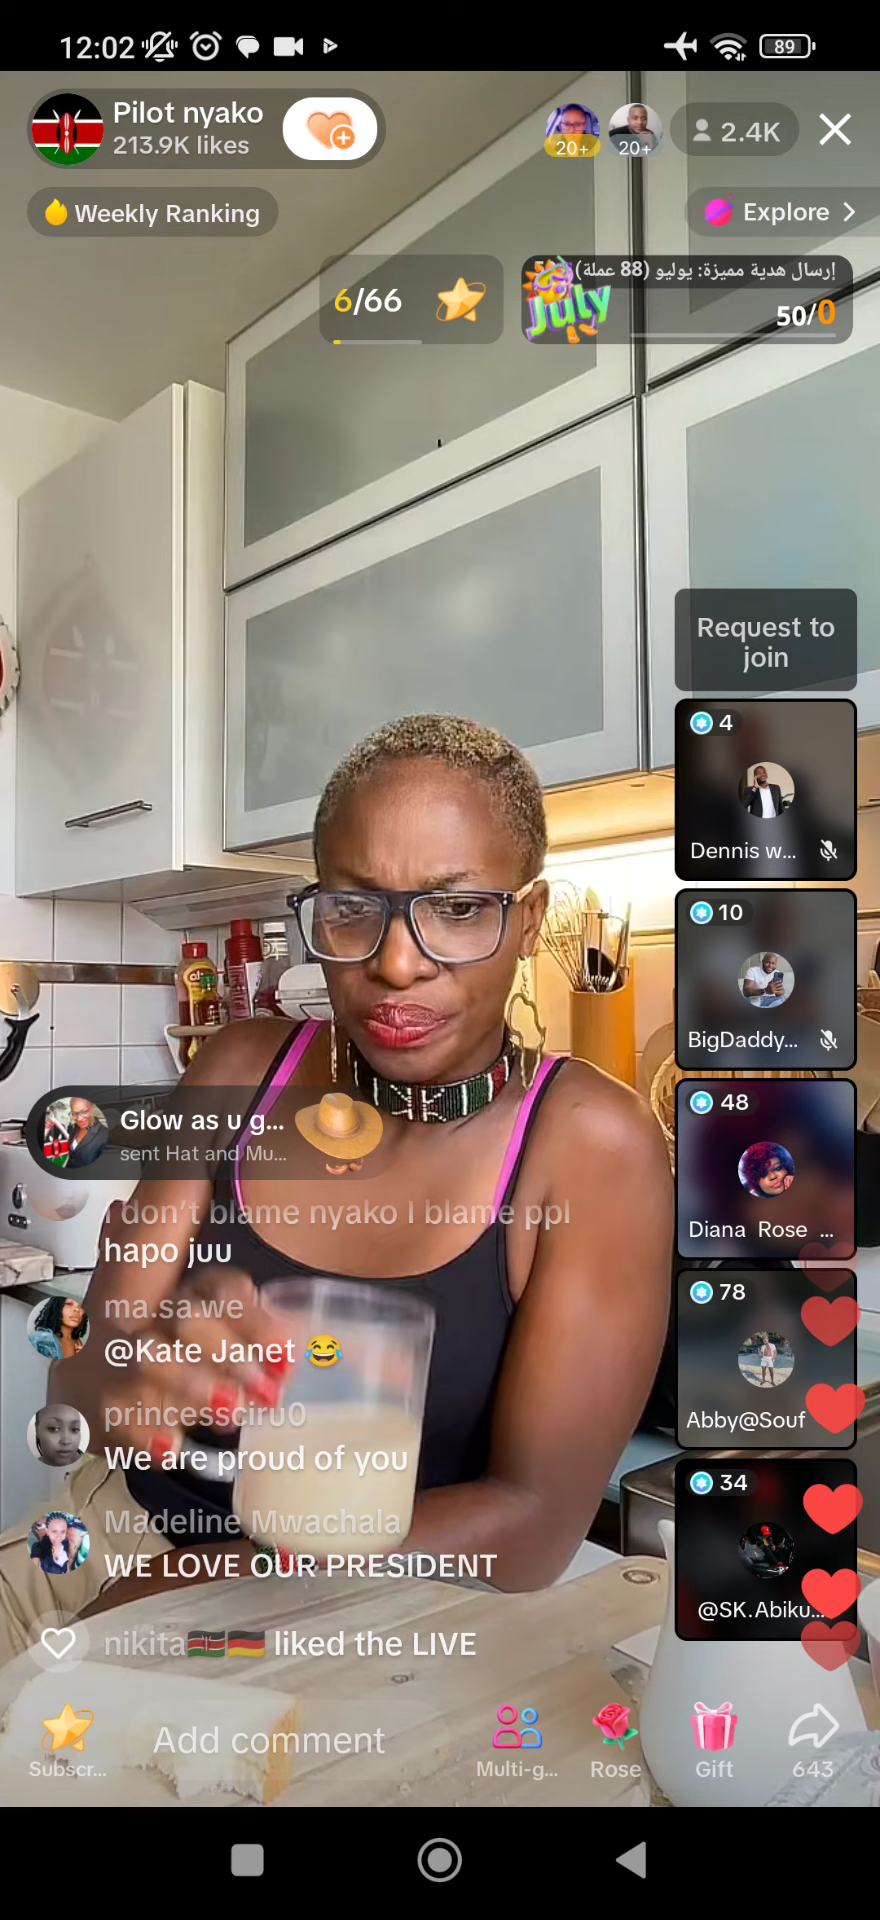 12:02
89
Pilot nyako
213.9K likes
20+
20+
2.4K
Weekly Ranking
Explore
6/66
إرسال هدية مميزة: يوليو (88 عملة)
July
50/0
Request to
join
4
Dennis w...
10
BigDaddy...
48
Diana Rose ...
78
Abby@Souf
34
@SK.Abiku...
Glow as u g...
sent Hat and Mu...
I don't blame nyako I blame ppl
hapo juu
ma.sa.we
@Kate Janet 😂
princessciru0
We are proud of you
Madeline Mwachala
WE LOVE OUR PRESIDENT
nikita🇰🇪🇩🇪 liked the LIVE
Subscr...
Add comment
Multi-g...
Rose
Gift
643